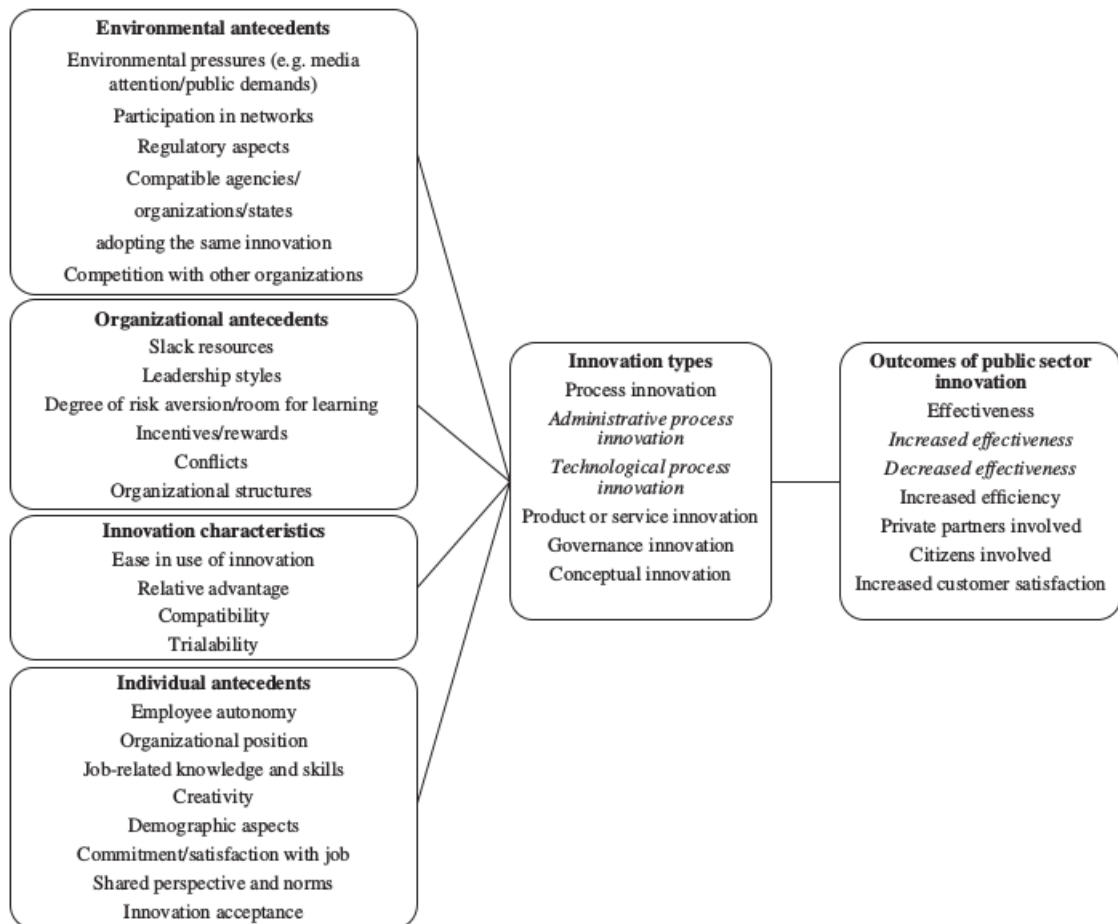 Environmental antecedents
Environmental pressures (e.g. media
attention/public demands)
Participation in networks
Regulatory aspects
Compatible agencies/
organizations/states
adopting the same innovation
Competition with other organizations
Organizational antecedents
Slack resources
Leadership styles
Degree of risk aversion/room for learning
Incentives/rewards
Conflicts
Organizational structures
Innovation characteristics
Ease in use of innovation
Relative advantage
Compatibility
Trialability
Individual antecedents
Employee autonomy
Organizational position
Job-related knowledge and skills
Creativity
Demographic aspects
Commitment/satisfaction with job
Shared perspective and norms
Innovation acceptance
Innovation types
Process innovation
Administrative process
innovation
Technological process
innovation
Product or service innovation
Governance innovation
Conceptual innovation
Outcomes of public sector
innovation
Effectiveness
Increased effectiveness
Decreased effectiveness
Increased efficiency
Private partners involved
Citizens involved
Increased customer satisfaction